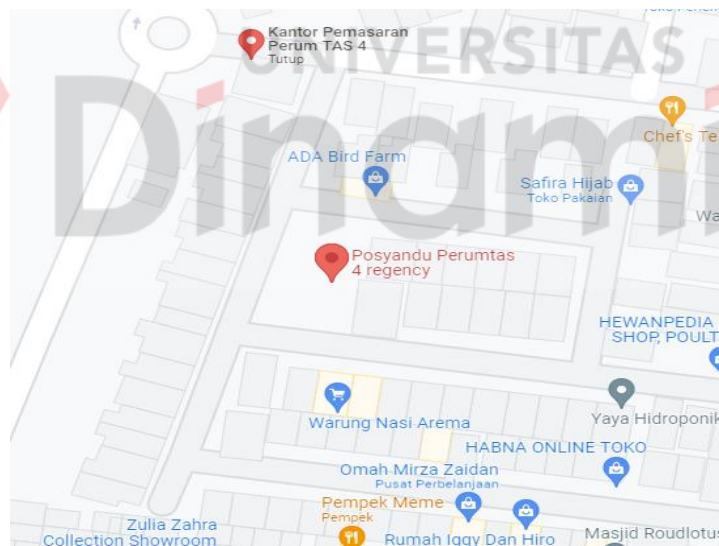 Kantor Pemasaran
Perum TAS 4
Tutup
UNIVERSITAS
Dinami
Chef's Te
ADA Bird Farm
Safira Hijab
Toko Pakaian
Wa
Posyandu Perumtas
4 regency
HEWANPEDIA
SHOP, POULT
Warung Nasi Arema
Yaya Hidroponik
HABNA ONLINE TOKO
Omah Mirza Zaidan
Pusat Perbelanjaan
Pempek Meme
Pempek
Zulia Zahra
Collection Showroom
Rumah Iggy Dan Hiro
Masjid Roudlotus